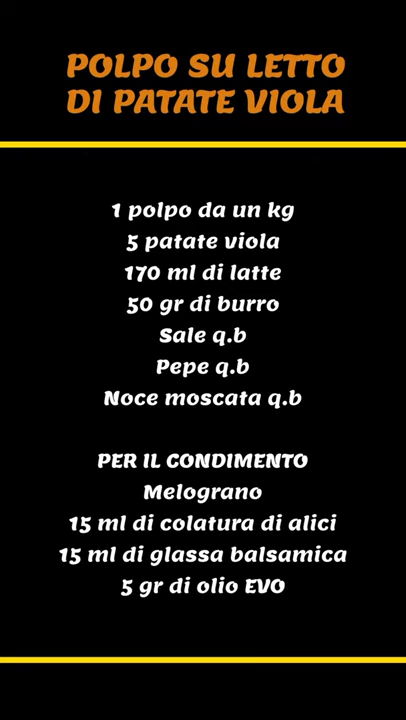 POLPO SU LETTO
DI PATATE VIOLA
1 polpo da un kg
5 patate viola
170 ml di latte
50 gr di burro
Sale q.b
Pepe q.b
Noce moscata q.b
PER IL CONDIMENTO
Melograno
15 ml di colatura di alici
15 ml di glassa balsamica
5 gr di olio EVO